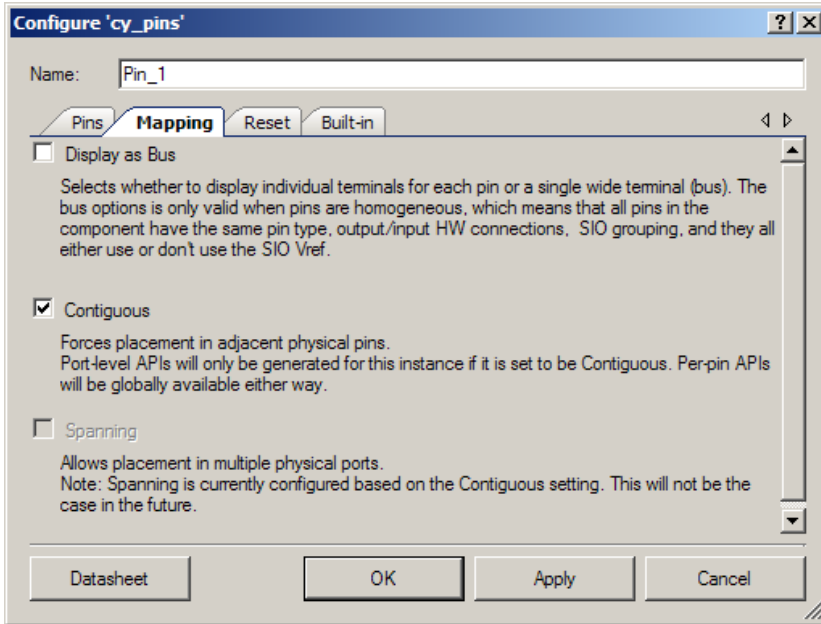 Configure 'cy_pins'
Name: Pin_1
Pins Mapping Reset Built-in
Display as Bus
Selects whether to display individual terminals for each pin or a single wide terminal (bus). The
bus options is only valid when pins are homogeneous, which means that all pins in the
component have the same pin type, output/input HW connections, SIO grouping, and they all
either use or don't use the SIO Vref.
Contiguous
Forces placement in adjacent physical pins.
Port-level APIs will only be generated for this instance if it is set to be Contiguous. Per-pin APIs
will be globally available either way.
Spanning
Allows placement in multiple physical ports.
Note: Spanning is currently configured based on the Contiguous setting. This will not be the
case in the future.
Datasheet OK Apply Cancel